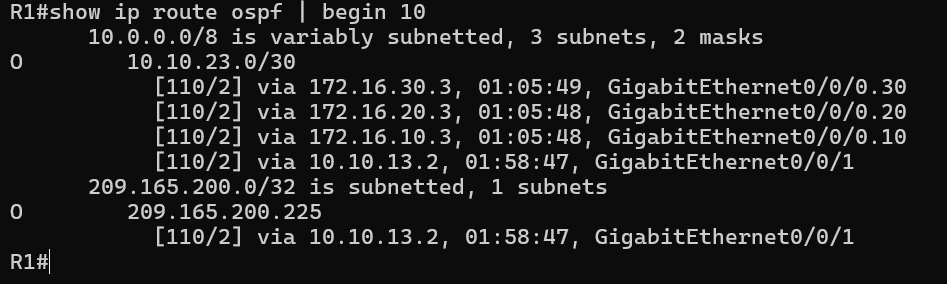 R1#show ip route ospf | begin 10
10.0.0.0/8 is variably subnetted, 3 subnets, 2 masks
O 10.10.23.0/30
[110/2] via 172.16.30.3, 01:05:49, GigabitEthernet0/0/0.30
[110/2] via 172.16.20.3, 01:05:48, GigabitEthernet0/0/0.20
[110/2] via 172.16.10.3, 01:05:48, GigabitEthernet0/0/0.10
[110/2] via 10.10.13.2, 01:58:47, GigabitEthernet0/0/1
209.165.200.0/32 is subnetted, 1 subnets
O 209.165.200.225
[110/2] via 10.10.13.2, 01:58:47, GigabitEthernet0/0/1
R1#